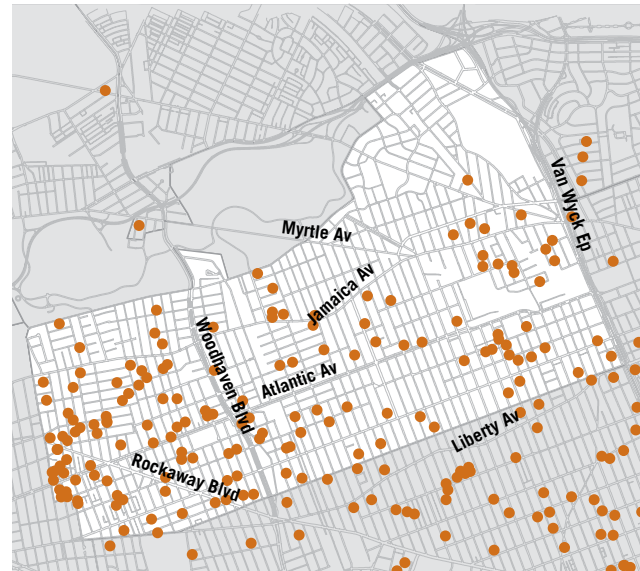 Van Wyck Ep
Myrtle Av
Jamaica Av
Woodhaven Blvd
Atlantic Av
Liberty Av
Rockaway Blvd